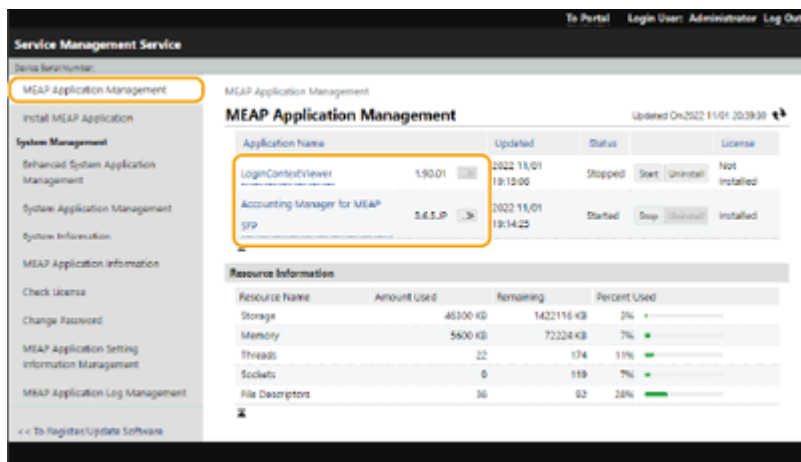 To Portal Login User: Administrator Log Out
Service Management Service
Device Serial Number:
MEAP Application Management
Install MEAP Application
System Management
Enhanced System Application
Management
System Application Management
System Information
MEAP Application Information
Check License
Change Password
MEAP Application Setting
Information Management
MEAP Application Log Management
<< To Register/Update Software
MEAP Application Management
MEAP Application Management
Updated On:2022 11/01 20:39:39
Application Name Updated Status License
LoginContextViewer 1.90.01 2022 11/01 19:15:06 Stopped Start Uninstall Not Installed
Accounting Manager for MEAP
SFP 2022 11/01 19:14:25 Started Stop Uninstall Installed
Resource Information
Resource Name Amount Used Remaining Percent Used
Storage 46300 KB 1422116 KB 3%
Memory 5600 KB 72224 KB 7%
Threads 22 174 11%
Sockets 119 7%
File Descriptors 36 92 28%